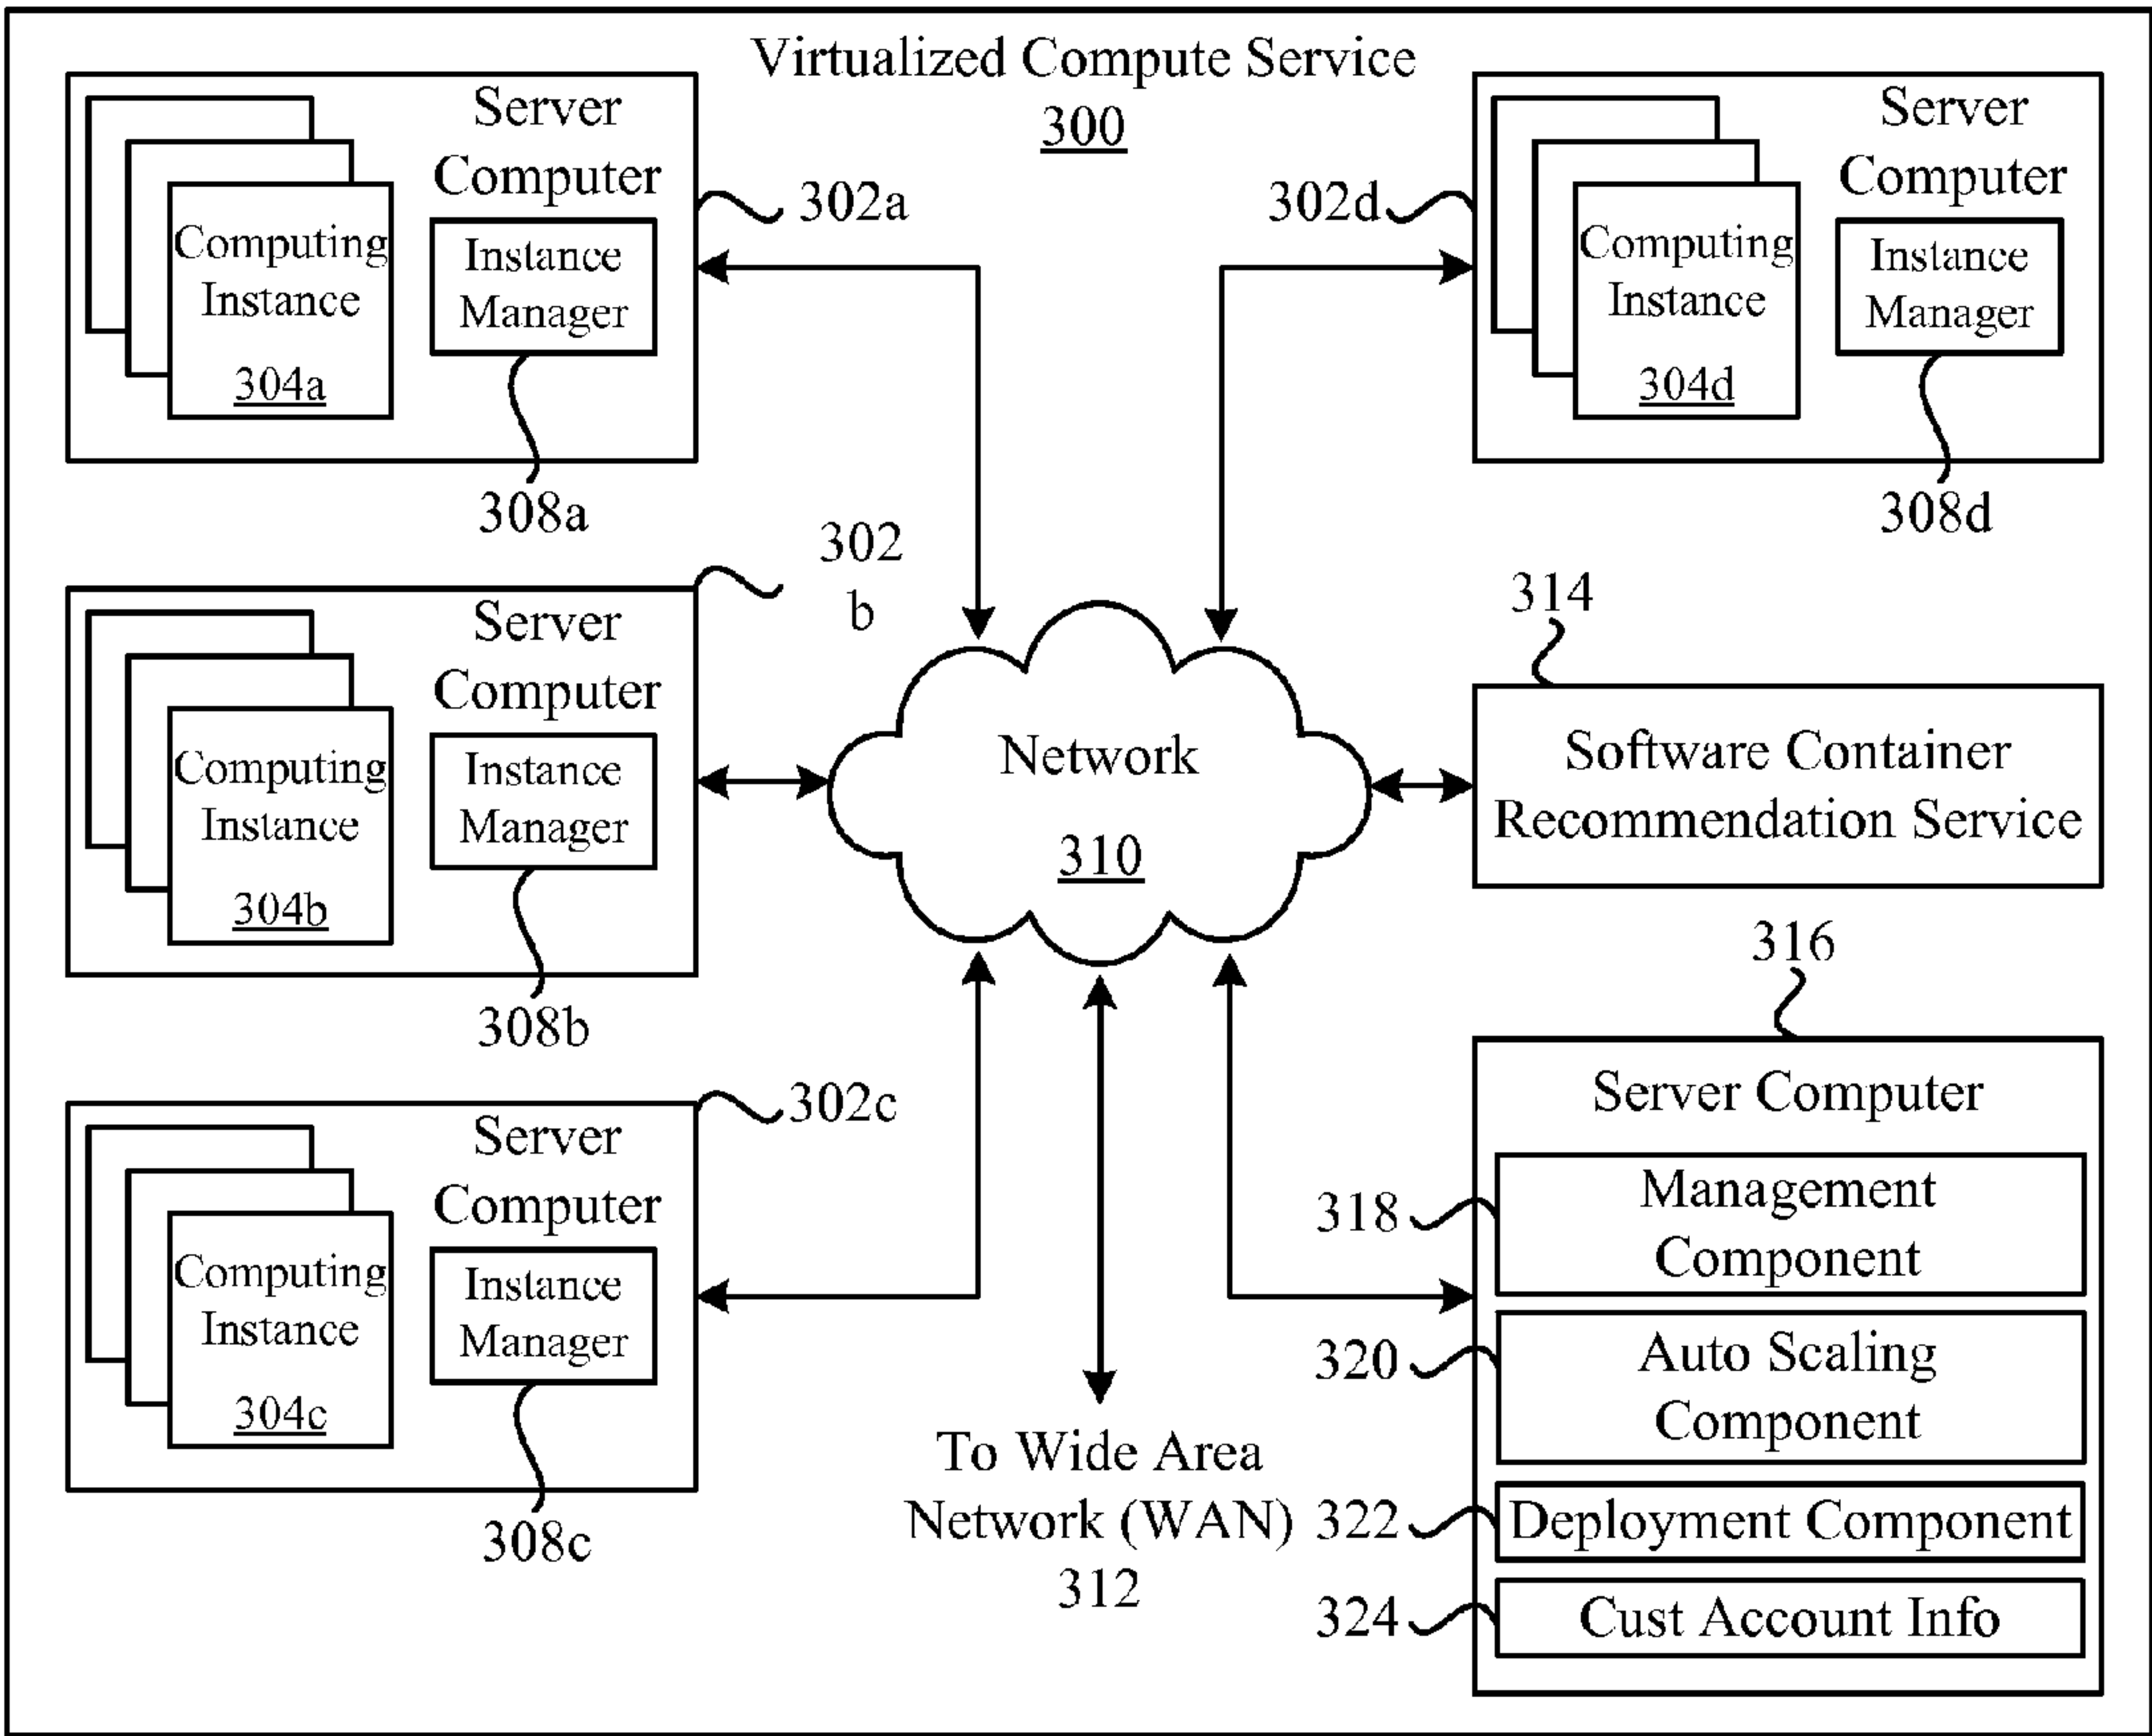 Virtualized Compute Service
300
Server
Computer
Computing
Instance
304a
Instance
Manager
302a
308a
302d
Server
Computer
Computing
Instance
304d
Instance
Manager
308d
302
b
Server
Computer
Computing
Instance
304b
Instance
Manager
308b
Network
310
314
Software Container
Recommendation Service
302c
Server
Computer
Computing
Instance
304c
Instance
Manager
308c
To Wide Area
Network (WAN)
312
316
Server Computer
318
Management
Component
320
Auto Scaling
Component
322
Deployment Component
324
Cust Account Info